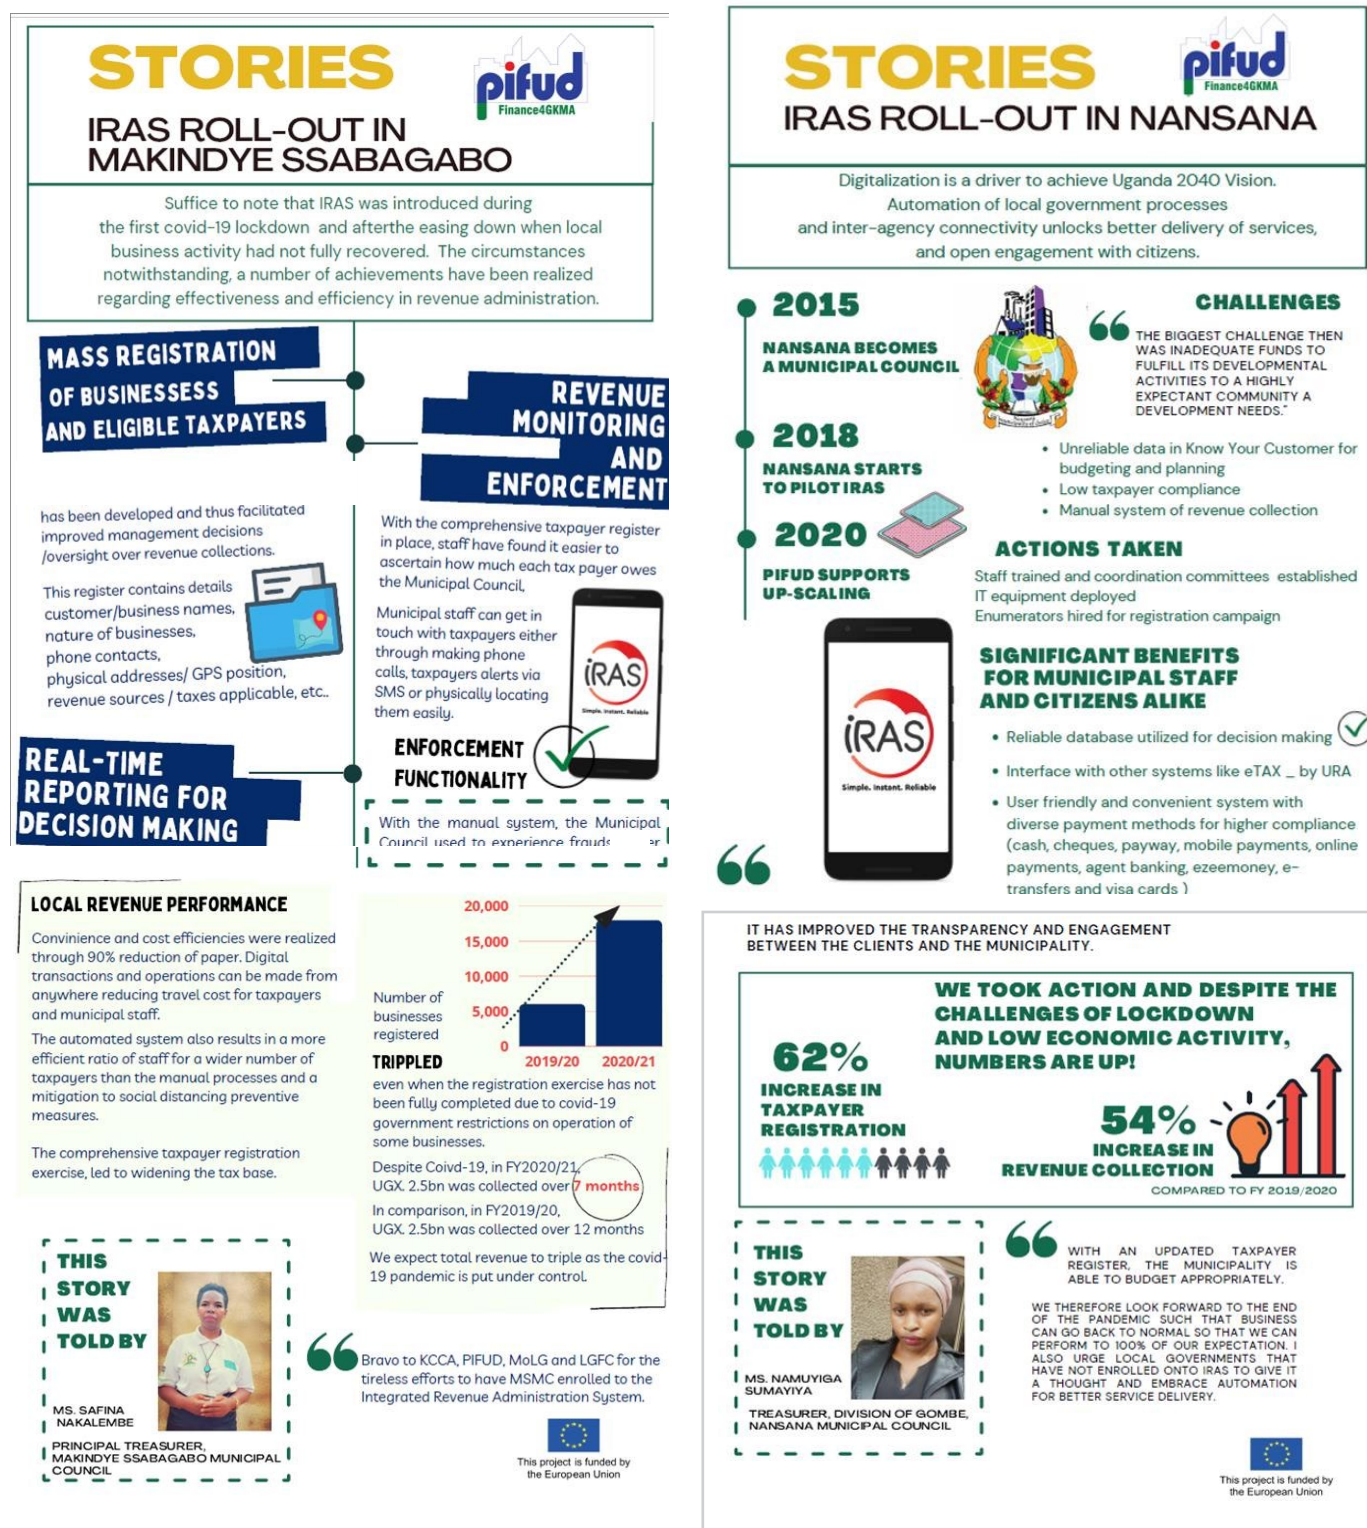 STORIES
pifud
Finance4GKMA
IRAS ROLL-OUT IN
MAKINDYE SSABAGABO
Suffice to note that IRAS was introduced during
the first covid-19 lockdown and afterthe easing down when local
business activity had not fully recovered. The circumstances
notwithstanding, a number of achievements have been realized
regarding effectiveness and efficiency in revenue administration.
MASS REGISTRATION
OF BUSINESSESS
AND ELIGIBLE TAXPAYERS
REVENUE
MONITORING
AND
ENFORCEMENT
has been developed and thus facilitated
improved management decisions
/oversight over revenue collections.
This register contains details
customer/business names,
nature of businesses,
phone contacts,
physical addresses/ GPS position,
revenue sources / taxes applicable, etc..
With the comprehensive taxpayer register
in place, staff have found it easier to
ascertain how much each tax payer owes
the Municipal Council,
Municipal staff can get in
touch with taxpayers either
through making phone
calls, taxpayers alerts via
SMS or physically locating
them easily.
iRAS
Simple. Instant. Reliable
ENFORCEMENT
FUNCTIONALITY
REAL-TIME
REPORTING FOR
DECISION MAKING
With the manual system, the Municipal
Council used to experience frauds
LOCAL REVENUE PERFORMANCE
Convinience and cost efficiencies were realized
through 90% reduction of paper. Digital
transactions and operations can be made from
anywhere reducing travel cost for taxpayers
and municipal staff.
The automated system also results in a more
efficient ratio of staff for a wider number of
taxpayers than the manual processes and a
mitigation to social distancing preventive
measures.
The comprehensive taxpayer registration
exercise, led to widening the tax base.
20,000
15,000
10,000
5,000
0
2019/20 2020/21
Number of
businesses
registered
TRIPPLED
even when the registration exercise has not
been fully completed due to covid-19
government restrictions on operation of
some businesses.
Despite Coivd-19, in FY2020/21,
UGX. 2.5bn was collected over 7 months
In comparison, in FY2019/20,
UGX. 2.5bn was collected over 12 months
We expect total revenue to triple as the covid-
19 pandemic is put under control.
THIS
STORY
WAS
TOLD BY
MS. SAFINA
NAKALEMBE
PRINCIPAL TREASURER,
MAKINDYE SSABAGABO MUNICIPAL
COUNCIL
Bravo to KCCA, PIFUD, MoLG and LGFC for the
tireless efforts to have MSMC enrolled to the
Integrated Revenue Administration System.
This project is funded by
the European Union
STORIES
pifud
Finance4GKMA
IRAS ROLL-OUT IN NANSANA
Digitalization is a driver to achieve Uganda 2040 Vision.
Automation of local government processes
and inter-agency connectivity unlocks better delivery of services,
and open engagement with citizens.
2015
NANSANA BECOMES
A MUNICIPAL COUNCIL
2018
NANSANA STARTS
TO PILOT IRAS
2020
PIFUD SUPPORTS
UP-SCALING
CHALLENGES
THE BIGGEST CHALLENGE THEN
WAS INADEQUATE FUNDS TO
FULFILL ITS DEVELOPMENTAL
ACTIVITIES TO A HIGHLY
EXPECTANT COMMUNITY A
DEVELOPMENT NEEDS."
• Unreliable data in Know Your Customer for
budgeting and planning
• Low taxpayer compliance
• Manual system of revenue collection
ACTIONS TAKEN
Staff trained and coordination committees established
IT equipment deployed
Enumerators hired for registration campaign
iRAS
Simple. Instant. Reliable
SIGNIFICANT BENEFITS
FOR MUNICIPAL STAFF
AND CITIZENS ALIKE
• Reliable database utilized for decision making
• Interface with other systems like eTAX _ by URA
• User friendly and convenient system with
diverse payment methods for higher compliance
(cash, cheques, payway, mobile payments, online
payments, agent banking, ezeemoney, e-
transfers and visa cards )
IT HAS IMPROVED THE TRANSPARENCY AND ENGAGEMENT
BETWEEN THE CLIENTS AND THE MUNICIPALITY.
WE TOOK ACTION AND DESPITE THE
CHALLENGES OF LOCKDOWN
AND LOW ECONOMIC ACTIVITY,
NUMBERS ARE UP!
62%
INCREASE IN
TAXPAYER
REGISTRATION
54%
INCREASE IN
REVENUE COLLECTION
COMPARED TO FY 2019/2020
THIS
STORY
WAS
TOLD BY
MS. NAMUYIGA
SUMAYIYA
TREASURER, DIVISION OF GOMBE,
NANSANA MUNICIPAL COUNCIL
WITH AN UPDATED TAXPAYER
REGISTER, THE MUNICIPALITY IS
ABLE TO BUDGET APPROPRIATELY.
WE THEREFORE LOOK FORWARD TO THE END
OF THE PANDEMIC SUCH THAT BUSINESS
CAN GO BACK TO NORMAL SO THAT WE CAN
PERFORM TO 100% OF OUR EXPECTATION. I
ALSO URGE LOCAL GOVERNMENTS THAT
HAVE NOT ENROLLED ONTO IRAS TO GIVE IT
A THOUGHT AND EMBRACE AUTOMATION
FOR BETTER SERVICE DELIVERY.
This project is funded by
the European Union